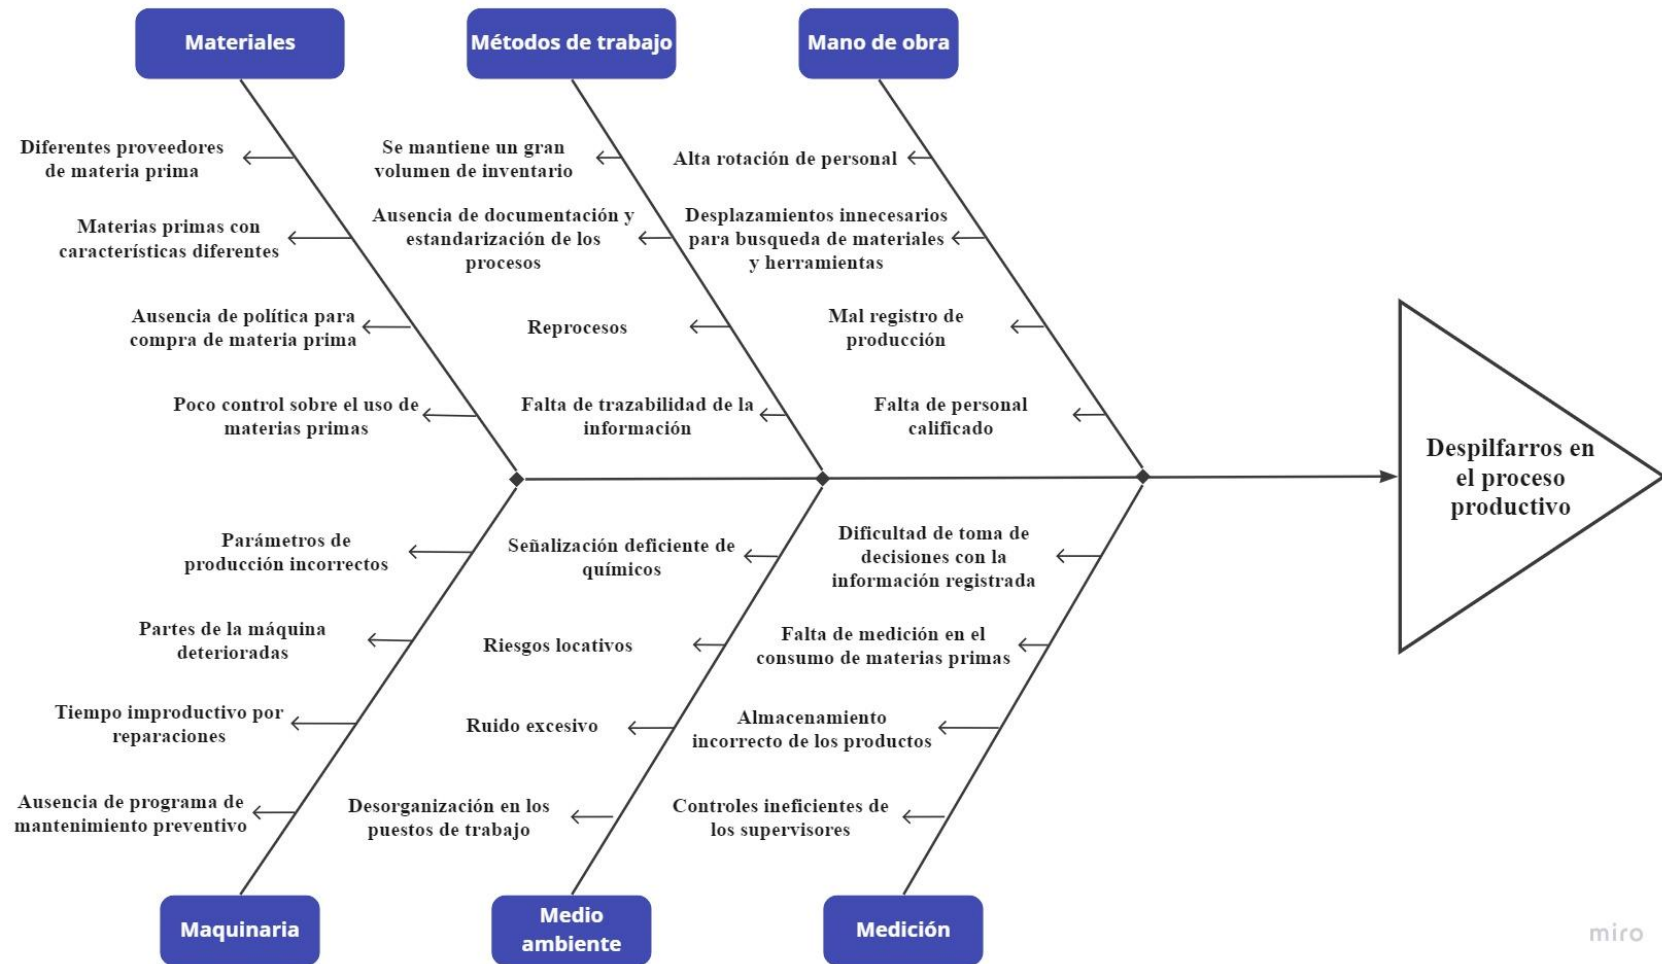 Materiales
Métodos de trabajo
Mano de obra
Diferentes proveedores
de materia prima
Materias primas con
características diferentes
Ausencia de política para
compra de materia prima
Poco control sobre el uso de
materias primas
Se mantiene un gran
volumen de inventario
Ausencia de documentación y
estandarización de los
procesos
Reprocesos
Falta de trazabilidad de la
información
Alta rotación de personal
Desplazamientos innecesarios
para busqueda de materiales
y herramientas
Mal registro de
producción
Falta de personal
calificado
Despilfarros en
el proceso
productivo
Parámetros de
producción incorrectos
Partes de la máquina
deterioradas
Tiempo improductivo por
reparaciones
Ausencia de programa de
mantenimiento preventivo
Señalización deficiente de
químicos
Riesgos locativos
Ruido excesivo
Desorganización en los
puestos de trabajo
Dificultad de toma de
decisiones con la
información registrada
Falta de medición en el
consumo de materias primas
Almacenamiento
incorrecto de los productos
Controles ineficientes de
los supervisores
Maquinaria
Medio
ambiente
Medición
miro